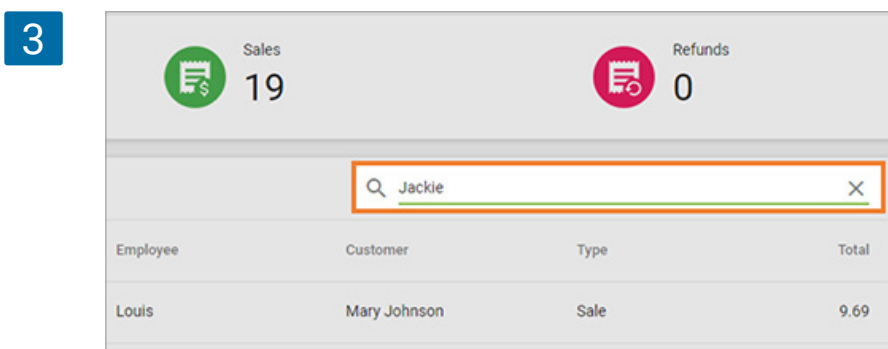 3
Sales
19
Refunds
0
Jackie
Employee Customer Type Total
Louis Mary Johnson Sale 9.69